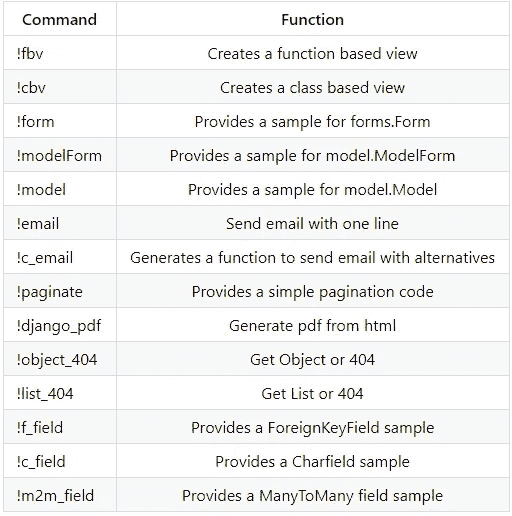 Command Function
!fbv Creates a function based view
!cbv Creates a class based view
!form Provides a sample for forms.Form
!modelForm Provides a sample for model.ModelForm
!model Provides a sample for model.Model
!email Send email with one line
!c_email Generates a function to send email with alternatives
!paginate Provides a simple pagination code
!django_pdf Generate pdf from html
!object_404 Get Object or 404
!list_404 Get List or 404
!f_field Provides a ForeignKeyField sample
!c_field Provides a Charfield sample
!m2m_field Provides a ManyToMany field sample